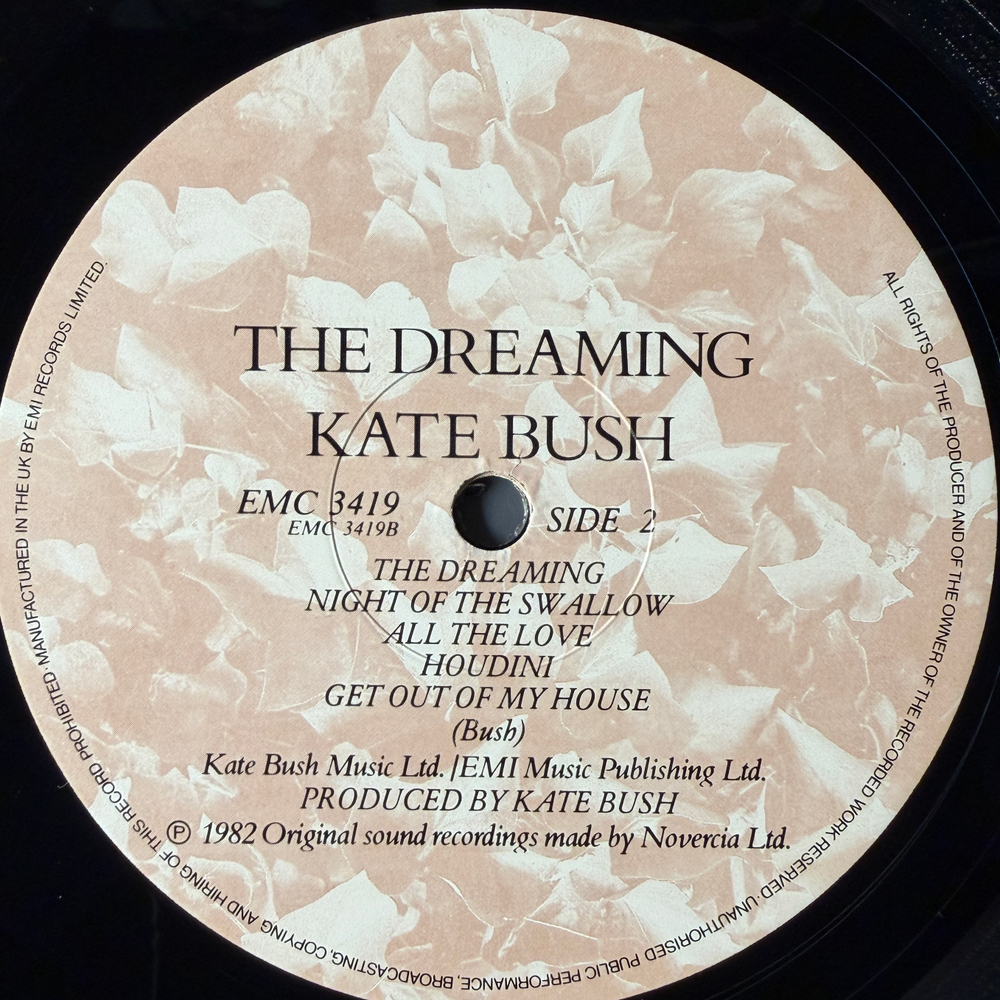 THE DREAMING
KATE BUSH
EMC 3419
EMC 3419B
SIDE 2
THE DREAMING
NIGHT OF THE SWALLOW
ALL THE LOVE
HOUDINI
GET OUT OF MY HOUSE
(Bush)
Kate Bush Music Ltd./EMI Music Publishing Ltd.
PRODUCED BY KATE BUSH
Ⓟ 1982 Original sound recordings made by Novercia Ltd.
ALL RIGHTS OF THE PRODUCER AND OF THE OWNER OF THE RECORDED WORK RESERVED · UNAUTHORISED PUBLIC PERFORMANCE, BROADCASTING, COPYING AND HIRING OF THIS RECORD PROHIBITED · MANUFACTURED IN THE UK BY EMI RECORDS LIMITED.